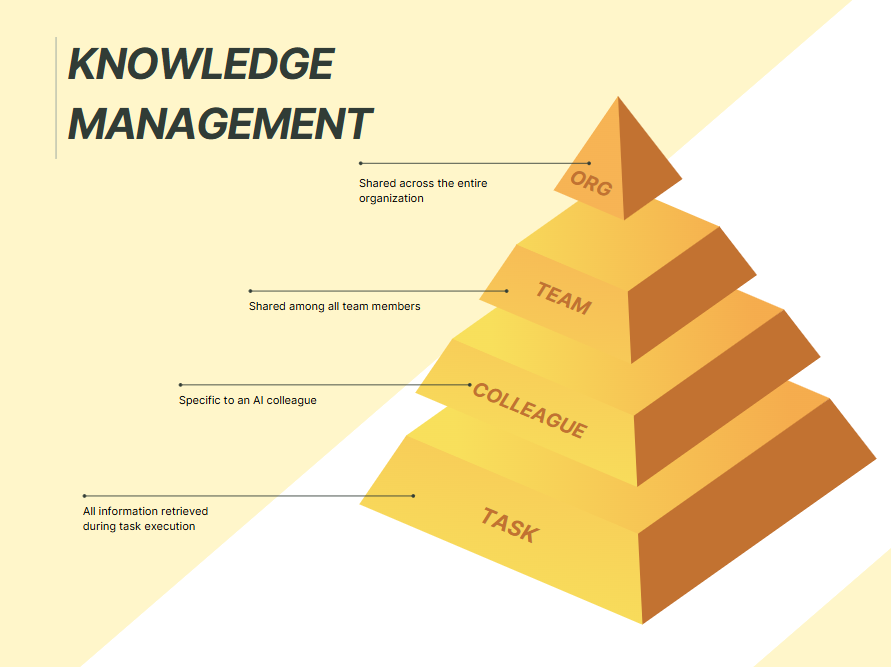 KNOWLEDGE
MANAGEMENT
ORG
Shared across the entire
organization
TEAM
Shared among all team members
COLLEAGUE
Specific to an AI colleague
TASK
All information retrieved
during task execution